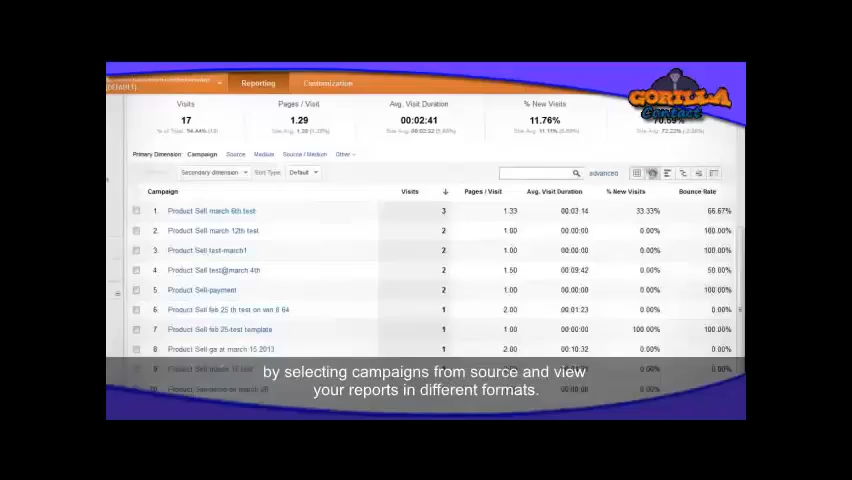 Reporting Customization
GORILLA
Contact
Visits Pages / Visit Avg. Visit Duration % New Visits
17 1.29 00:02:41 11.76% 70.59%
Primary Dimension: Campaign Source Medium Source / Medium Other
Secondary dimension Sort Type: Default advanced
Campaign Visits Pages / Visit Avg. Visit Duration % New Visits Bounce Rate
1. Product Sell march 6th test 3 1.33 00:03:14 33.33% 66.67%
2. Product Sell march 12th test 2 1.00 00:00:00 0.00% 100.00%
3. Product Sell test-march1 2 1.00 00:00:00 0.00% 100.00%
4. Product Sell test@march 4th 2 1.50 00:09:42 0.00% 50.00%
5. Product Sell-payment 2 1.00 00:00:00 0.00% 100.00%
6. Product Sell feb 25 th test on van 8 64 1 2.00 00:01:23 0.00% 0.00%
7. Product Sell feb 25-test template 1 1.00 00:00:00 100.00% 100.00%
8. Product Sell ga at march 15 2013 1 2.00 00:10:32 0.00% 0.00%
by selecting campaigns from source and view
your reports in different formats.